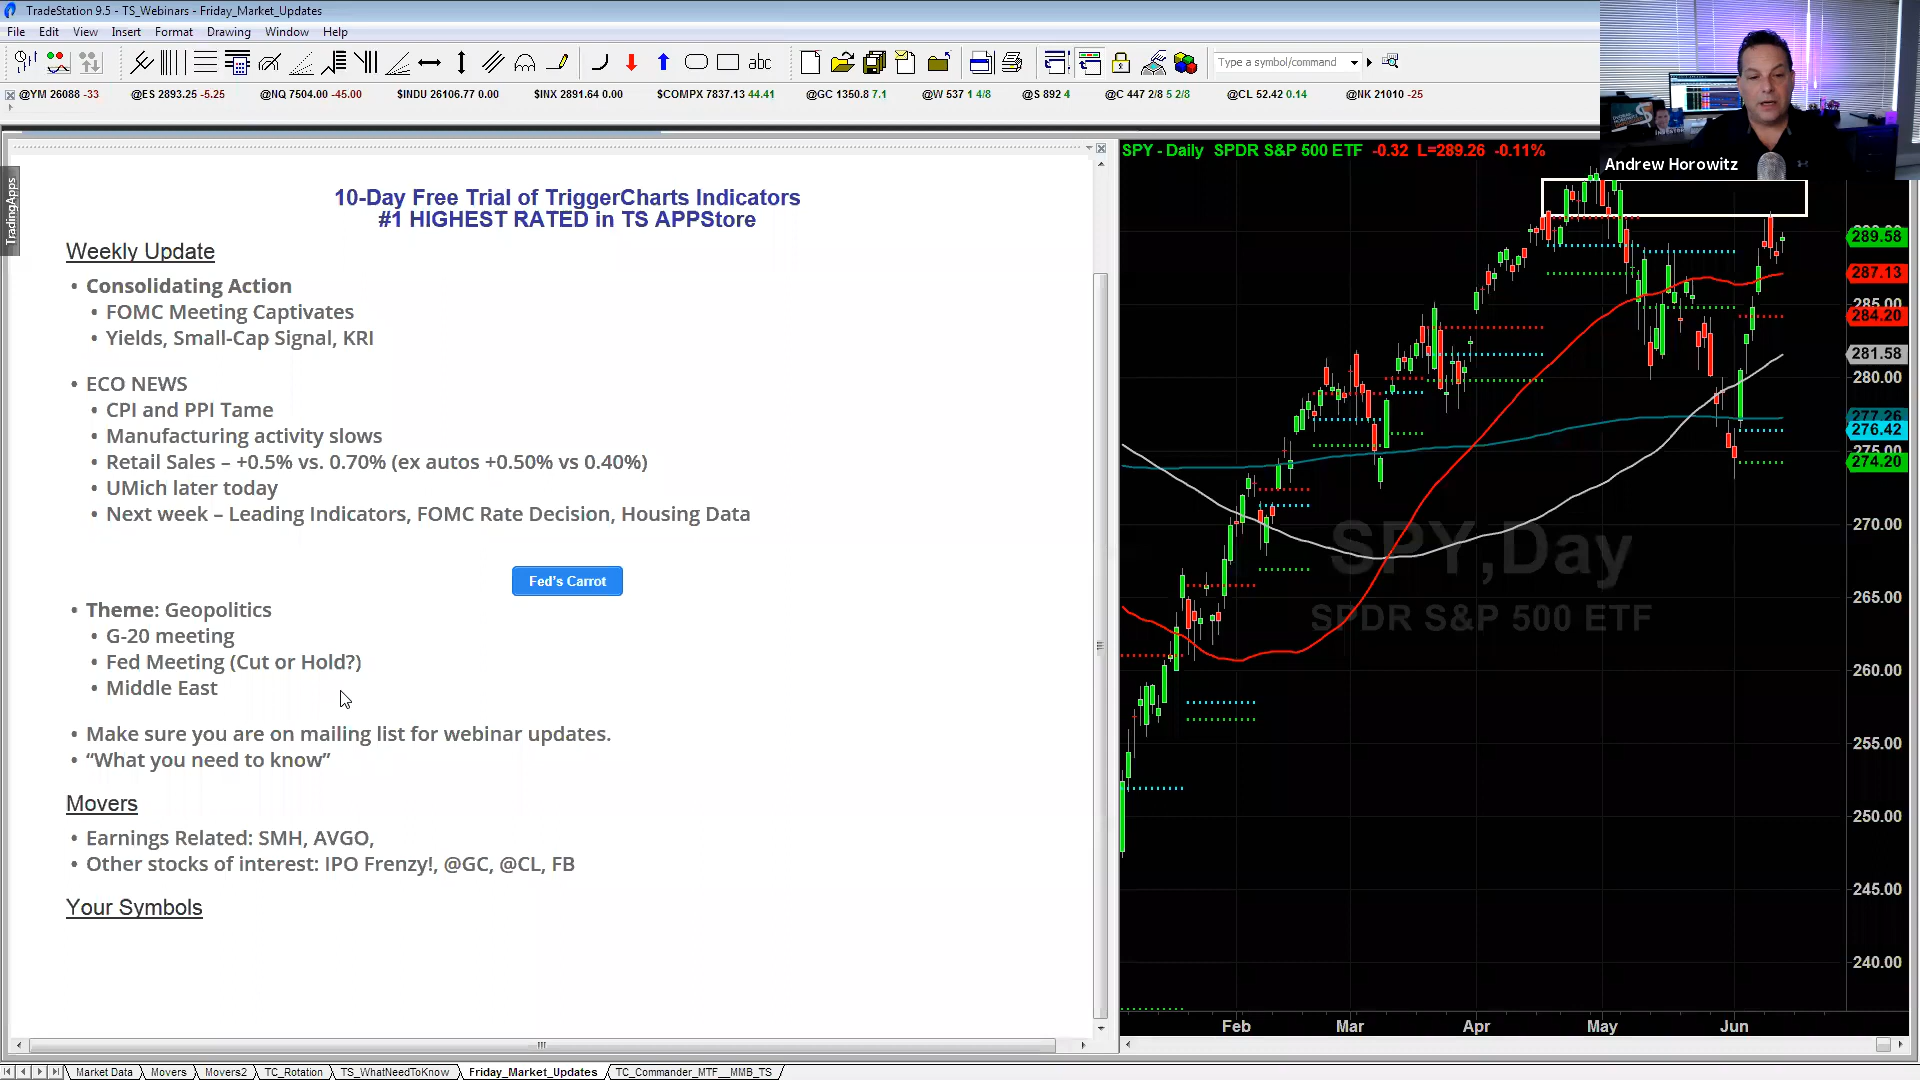 TradeStation 9.5 - TS_Webinars - Friday_Market_Updates
File Edit View Insert Format Drawing Window Help
abc
Type a symbol/command
@YM 26088 -33 @ES 2893.25 -5.25 @NQ 7504.00 -45.00 $INDU 26106.77 0.00 $INX 2891.64 0.00 $COMPX 7837.13 44.41 @GC 1350.8 7.1 @W 537 1 4/8 @S 892 4 @C 447 2/8 5 2/8 @CL 52.42 0.14 @NK 21010 -25
Andrew Horowitz
TradingApps
10-Day Free Trial of TriggerCharts Indicators
#1 HIGHEST RATED in TS APPStore
Weekly Update
• Consolidating Action
• FOMC Meeting Captivates
• Yields, Small-Cap Signal, KRI
• ECO NEWS
• CPI and PPI Tame
• Manufacturing activity slows
• Retail Sales – +0.5% vs. 0.70% (ex autos +0.50% vs 0.40%)
• UMich later today
• Next week – Leading Indicators, FOMC Rate Decision, Housing Data
Fed's Carrot
• Theme: Geopolitics
• G-20 meeting
• Fed Meeting (Cut or Hold?)
• Middle East
• Make sure you are on mailing list for webinar updates.
• “What you need to know”
Movers
• Earnings Related: SMH, AVGO,
• Other stocks of interest: IPO Frenzy!, @GC, @CL, FB
Your Symbols
SPY - Daily SPDR S&P 500 ETF -0.32 L=289.26 -0.11%
289.58
287.13
285.00
284.20
281.58
280.00
277.26
276.42
275.00
274.20
270.00
265.00
260.00
255.00
250.00
245.00
240.00
SPY,Day
SPDR S&P 500 ETF
Feb Mar Apr May Jun
Market Data Movers Movers2 TC_Rotation TS_WhatNeedToKnow Friday_Market_Updates TC_Commander_MTF__MMB_TS